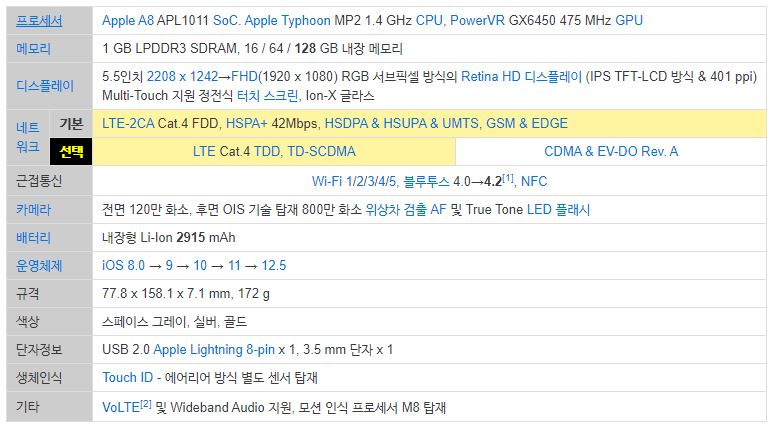 프로세서 Apple A8 APL1011 SoC. Apple Typhoon MP2 1.4 GHz CPU, PowerVR GX6450 475 MHz GPU
메모리 1 GB LPDDR3 SDRAM, 16 / 64 / 128 GB 내장 메모리
디스플레이 5.5인치 2208 x 1242→FHD(1920 x 1080) RGB 서브픽셀 방식의 Retina HD 디스플레이 (IPS TFT-LCD 방식 & 401 ppi)
Multi-Touch 지원 정전식 터치 스크린, Ion-X 글라스
네트워크 기본 LTE-2CA Cat.4 FDD, HSPA+ 42Mbps, HSDPA & HSUPA & UMTS, GSM & EDGE
선택 LTE Cat.4 TDD, TD-SCDMA CDMA & EV-DO Rev. A
근접통신 Wi-Fi 1/2/3/4/5, 블루투스 4.0→4.2[1], NFC
카메라 전면 120만 화소, 후면 OIS 기술 탑재 800만 화소 위상차 검출 AF 및 True Tone LED 플래시
배터리 내장형 Li-Ion 2915 mAh
운영체제 iOS 8.0 → 9 → 10 → 11 → 12.5
규격 77.8 x 158.1 x 7.1 mm, 172 g
색상 스페이스 그레이, 실버, 골드
단자정보 USB 2.0 Apple Lightning 8-pin x 1, 3.5 mm 단자 x 1
생체인식 Touch ID - 에어리어 방식 별도 센서 탑재
기타 VoLTE[2] 및 Wideband Audio 지원, 모션 인식 프로세서 M8 탑재